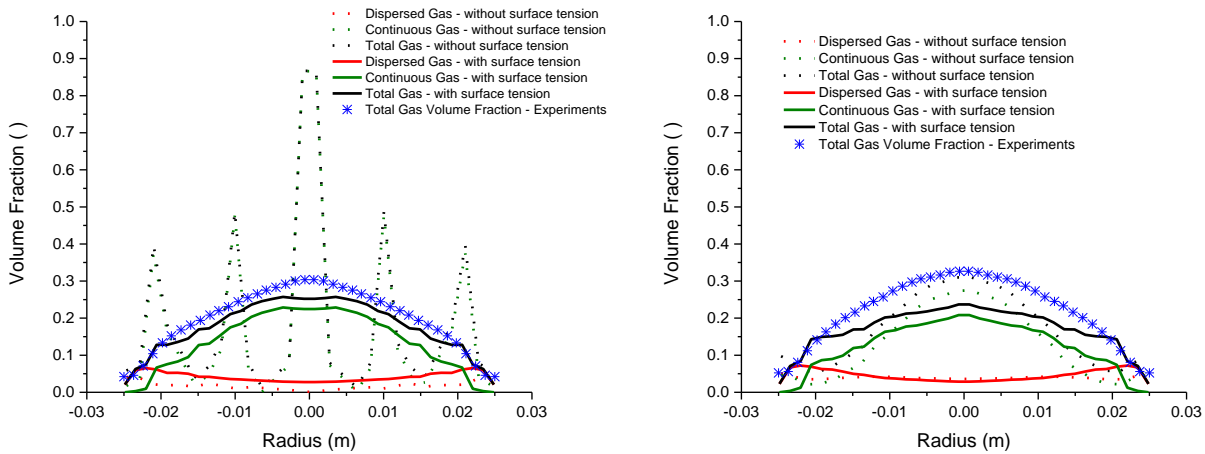 Dispersed Gas - without surface tension
Continuous Gas - without surface tension
Total Gas - without surface tension
Dispersed Gas - with surface tension
Continuous Gas - with surface tension
Total Gas - with surface tension
Total Gas Volume Fraction - Experiments
1.0
0.9
0.8
0.7
0.6
0.5
0.4
0.3
0.2
0.1
0.0
Volume Fraction ( )
-0.03
-0.02
-0.01
0.00
0.01
0.02
0.03
Radius (m)
Dispersed Gas - without surface tension
Continuous Gas - without surface tension
Total Gas - without surface tension
Dispersed Gas - with surface tension
Continuous Gas - with surface tension
Total Gas - with surface tension
Total Gas Volume Fraction - Experiments
1.0
0.9
0.8
0.7
0.6
0.5
0.4
0.3
0.2
0.1
0.0
Volume Fraction ( )
-0.03
-0.02
-0.01
0.00
0.01
0.02
0.03
Radius (m)